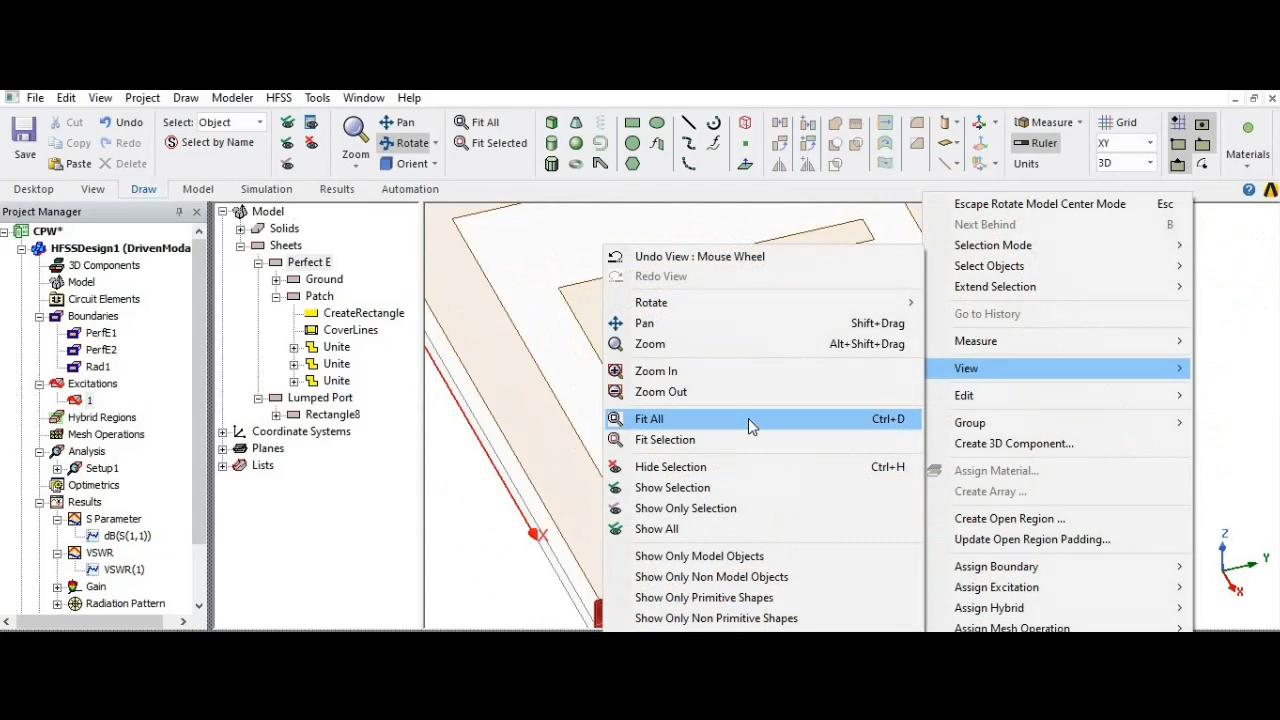 File Edit View Project Draw Modeler HFSS Tools Window Help
Save
Cut
Copy
Paste
Undo
Redo
Delete
Select: Object
Select by Name
Zoom
Pan
Rotate
Orient
Fit All
Fit Selected
Measure
Ruler
Units
Grid
XY
3D
Materials
Desktop View Draw Model Simulation Results Automation
Project Manager
CPW*
HFSSDesign1 (DrivenModa
3D Components
Model
Circuit Elements
Boundaries
PerfE1
PerfE2
Rad1
Excitations
1
Hybrid Regions
Mesh Operations
Analysis
Setup1
Optimetrics
Results
S Parameter
dB(S(1,1))
VSWR
VSWR(1)
Gain
Radiation Pattern
Model
Solids
Sheets
Perfect E
Ground
Patch
CreateRectangle
CoverLines
Unite
Unite
Unite
Lumped Port
Rectangle8
Coordinate Systems
Planes
Lists
X
Undo View : Mouse Wheel
Redo View
Rotate
Pan Shift+Drag
Zoom Alt+Shift+Drag
Zoom In
Zoom Out
Fit All Ctrl+D
Fit Selection
Hide Selection Ctrl+H
Show Selection
Show Only Selection
Show All
Show Only Model Objects
Show Only Non Model Objects
Show Only Primitive Shapes
Show Only Non Primitive Shapes
Escape Rotate Model Center Mode Esc
Next Behind B
Selection Mode
Select Objects
Extend Selection
Go to History
Measure
View
Edit
Group
Create 3D Component...
Assign Material...
Create Array ...
Create Open Region ...
Update Open Region Padding...
Assign Boundary
Assign Excitation
Assign Hybrid
Assign Mesh Operation
Z
Y
X